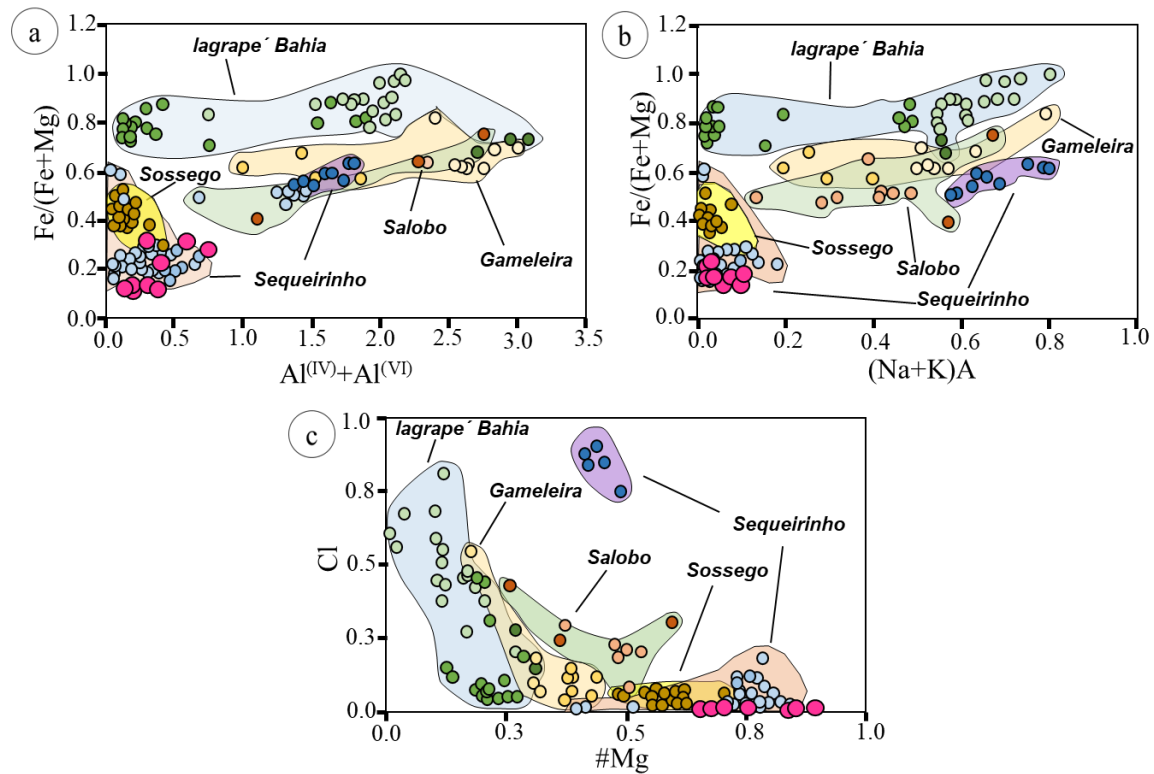 a
1.2
1.0
0.8
0.6
0.4
0.2
0.0
Fe/(Fe+Mg)
Iagrape´ Bahia
Sossego
Salobo
Gameleira
Sequeirinho
0.0 0.5 1.0 1.5 2.0 2.5 3.0 3.5
Al(IV)+Al(VI)
b
1.2
1.0
0.8
0.6
0.4
0.2
0.0
Fe/(Fe+Mg)
Iagrape´ Bahia
Gameleira
Sossego
Salobo
Sequeirinho
0.0 0.2 0.4 0.6 0.8 1.0
(Na+K)A
c
1.0
0.8
0.5
0.3
0.0
Cl
Iagrape´ Bahia
Gameleira
Sequeirinho
Salobo
Sossego
0.0 0.3 0.5 0.8 1.0
#Mg